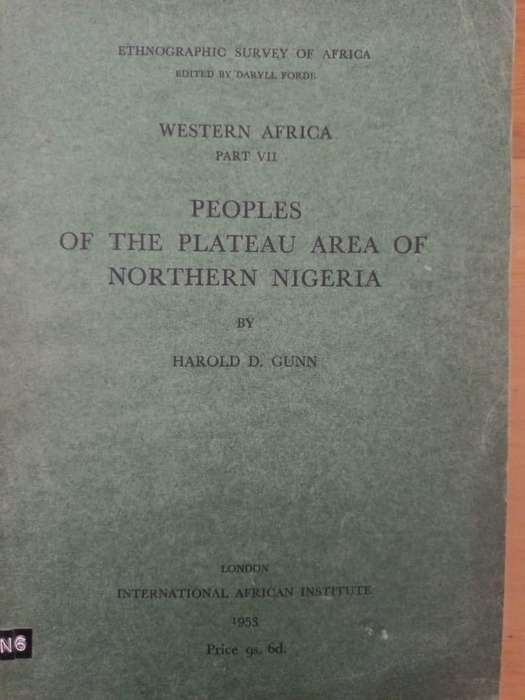 ETHNOGRAPHIC SURVEY OF AFRICA
EDITED BY DARYLL FORDE
WESTERN AFRICA
PART VII
PEOPLES
OF THE PLATEAU AREA OF
NORTHERN NIGERIA
BY
HAROLD D. GUNN
LONDON
INTERNATIONAL AFRICAN INSTITUTE
1953
Price 9s. 6d.
N6